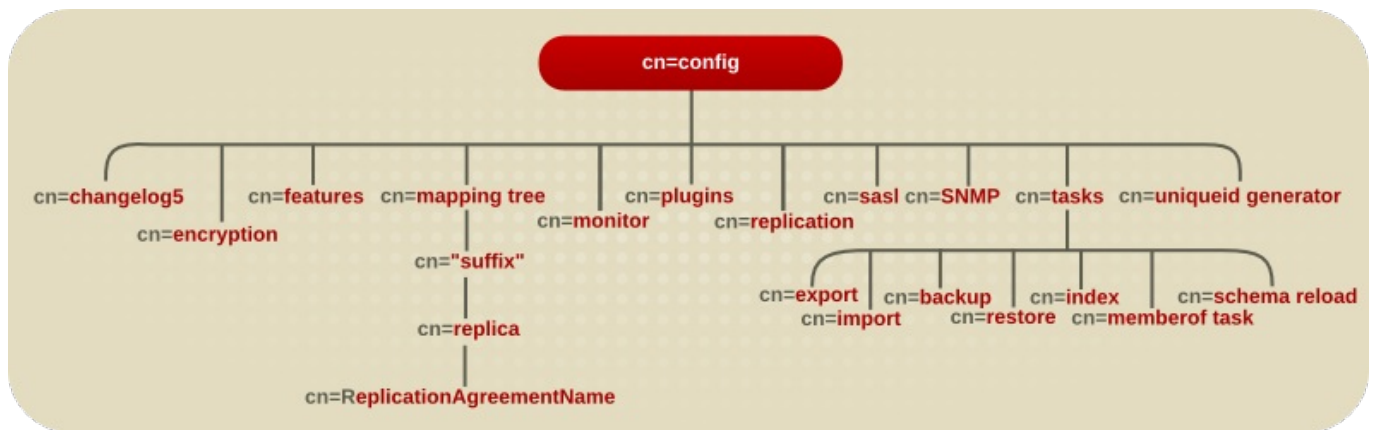 cn=config
cn=changelog5
cn=encryption
cn=features
cn=mapping tree
cn=monitor
cn=plugins
cn=replication
cn=sasl
cn=SNMP
cn=tasks
cn=uniqueid generator
cn="suffix"
cn=replica
cn=ReplicationAgreementName
cn=export
cn=import
cn=backup
cn=restore
cn=index
cn=memberof task
cn=schema reload